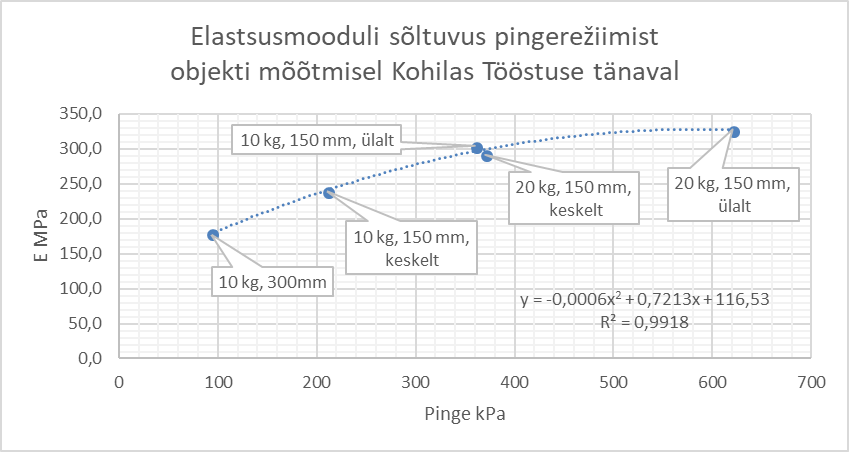 Elastsusmooduli sõltuvus pingerežiimist
objekti mõõtmisel Kohilas Tööstuse tänaval
350,0
300,0
250,0
200,0
150,0
100,0
50,0
0,0
E MPa
10 kg, 150 mm, ülalt
20 kg, 150 mm,
keskelt
20 kg, 150 mm,
ülalt
10 kg, 150 mm,
keskelt
10 kg, 300mm
y = -0,0006x² + 0,7213x + 116,53
R² = 0,9918
0 100 200 300 400 500 600 700
Pinge kPa